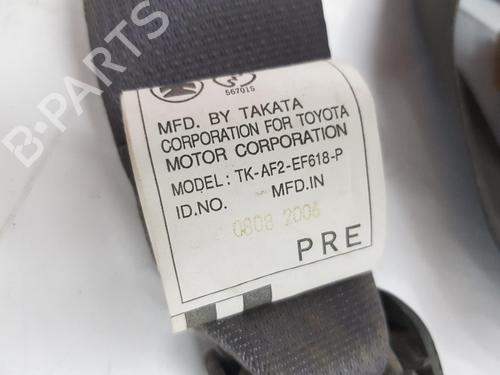 B-PARTS
567015
MFD. BY TAKATA
CORPORATION FOR TOYOTA
MOTOR CORPORATION
MODEL: TK-AF2-EF618-P
ID.NO. MFD.IN
0808 2006
PRE